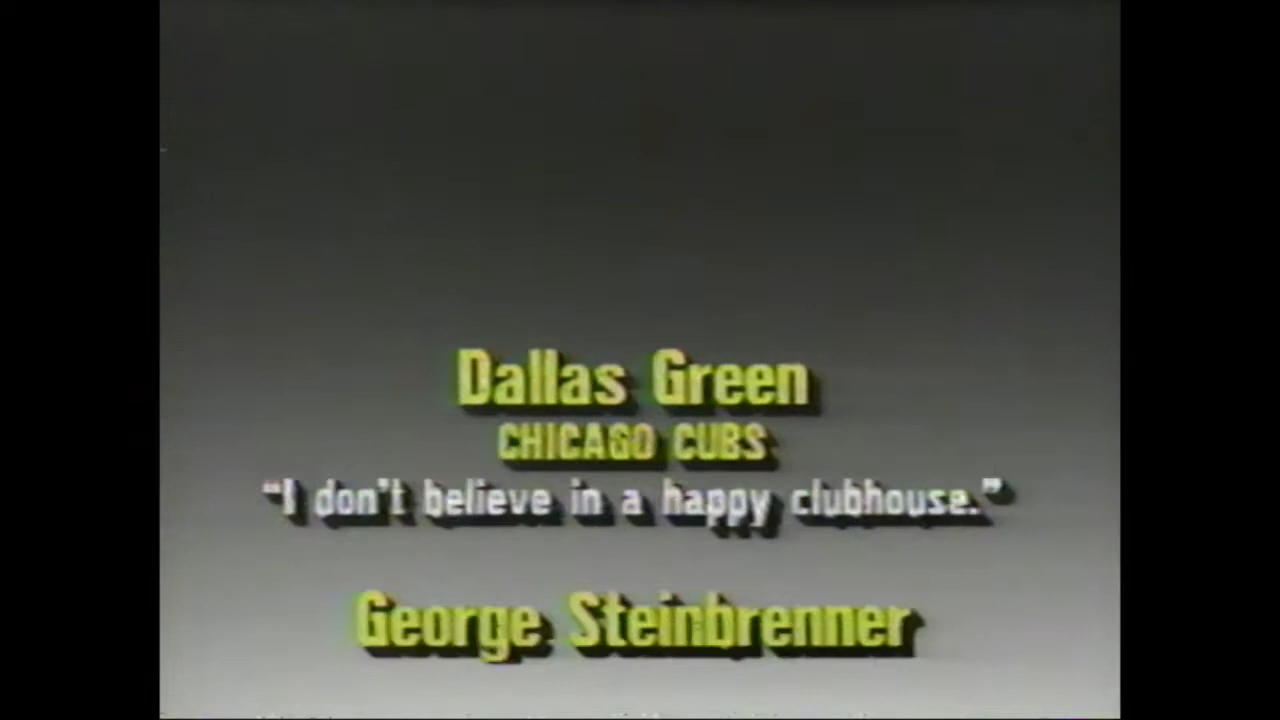 Dallas Green
CHICAGO CUBS
“I don't believe in a happy clubhouse.”
George Steinbrenner